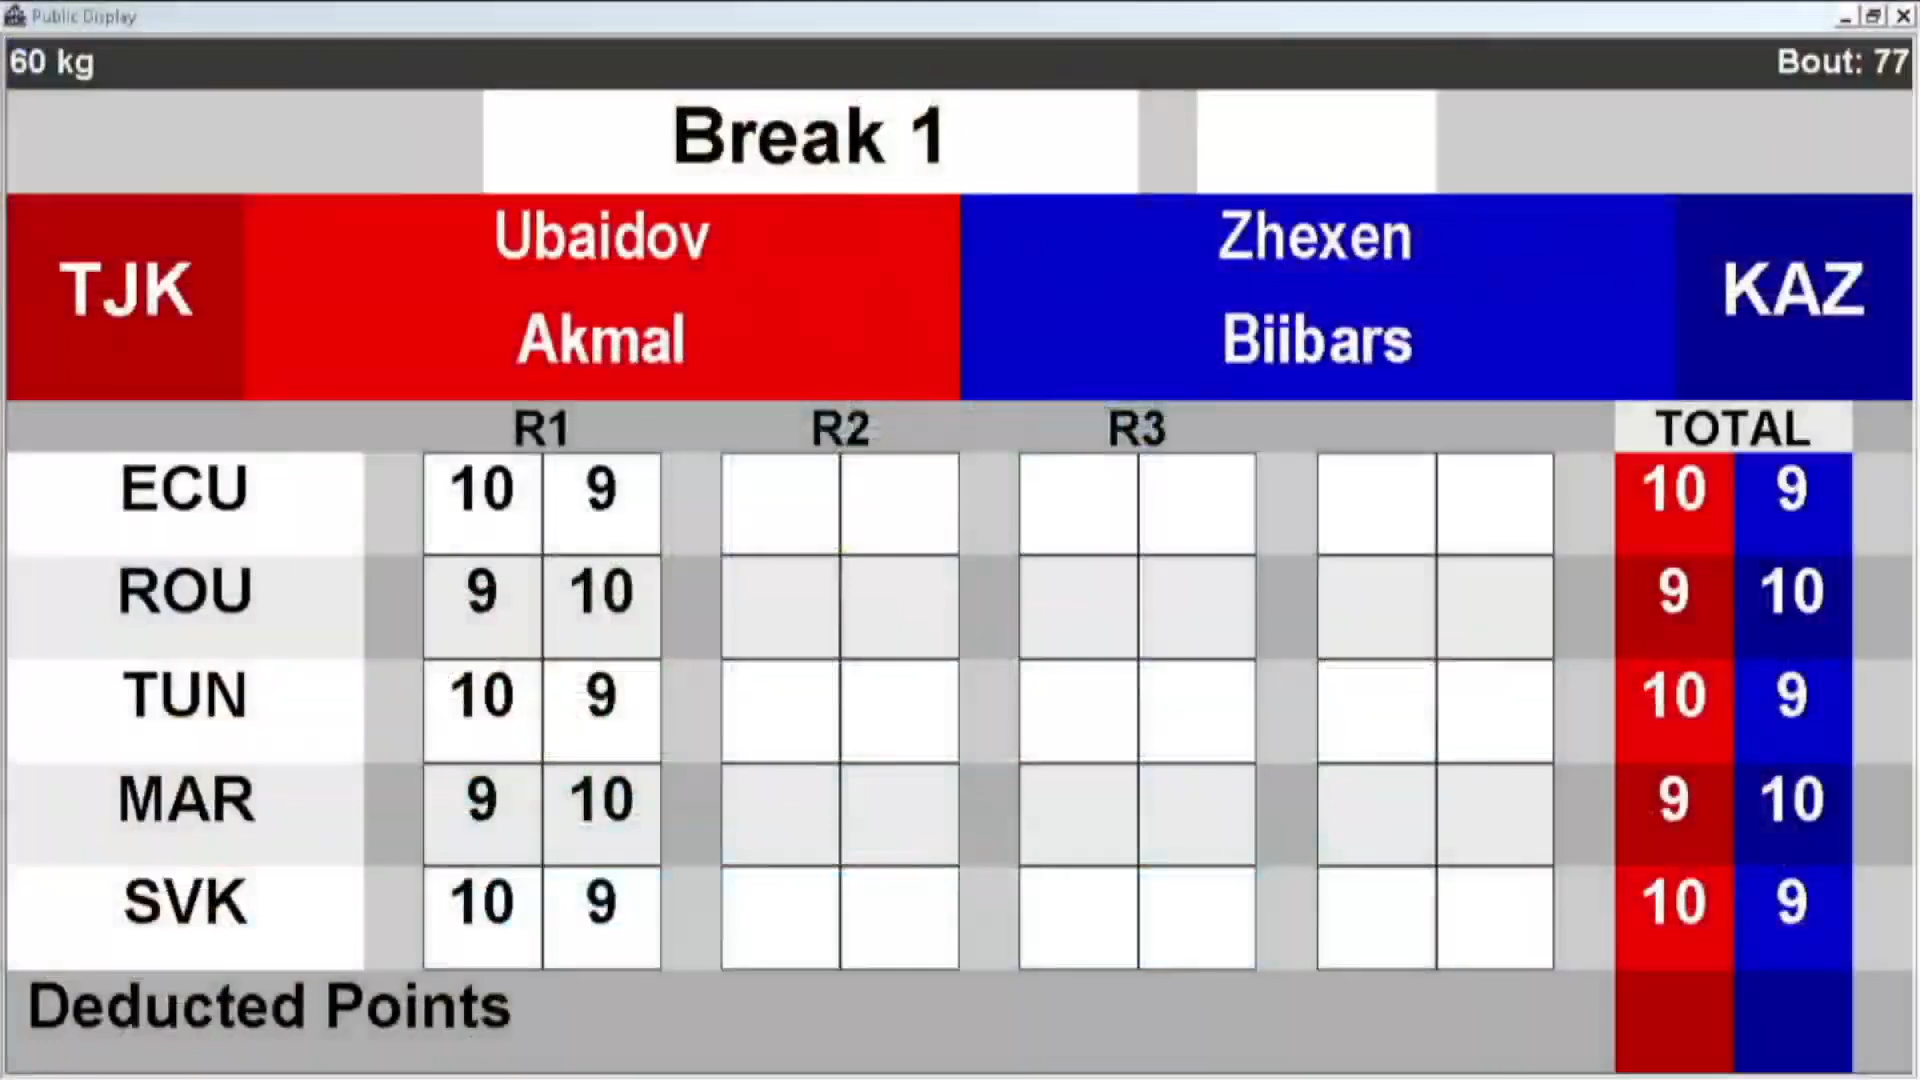 Public Display
60 kg Bout: 77
Break 1
TJK Ubaidov Akmal Zhexen Biibars KAZ
R1 R2 R3 TOTAL
ECU 10 9 10 9
ROU 9 10 9 10
TUN 10 9 10 9
MAR 9 10 9 10
SVK 10 9 10 9
Deducted Points